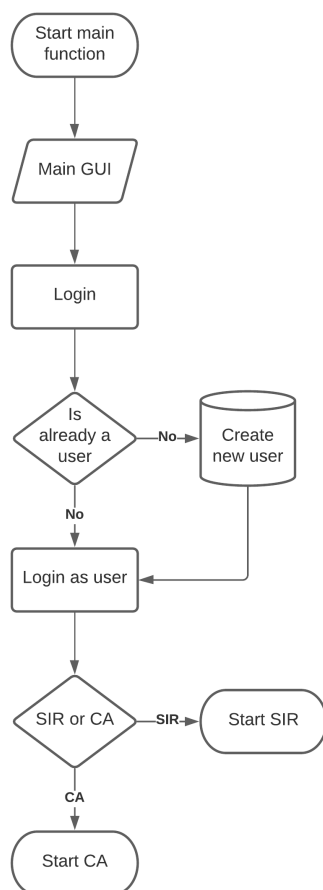 Start main
function
Main GUI
Login
Is
already a
user
No
Create
new user
No
Login as user
SIR or CA
SIR
Start SIR
CA
Start CA